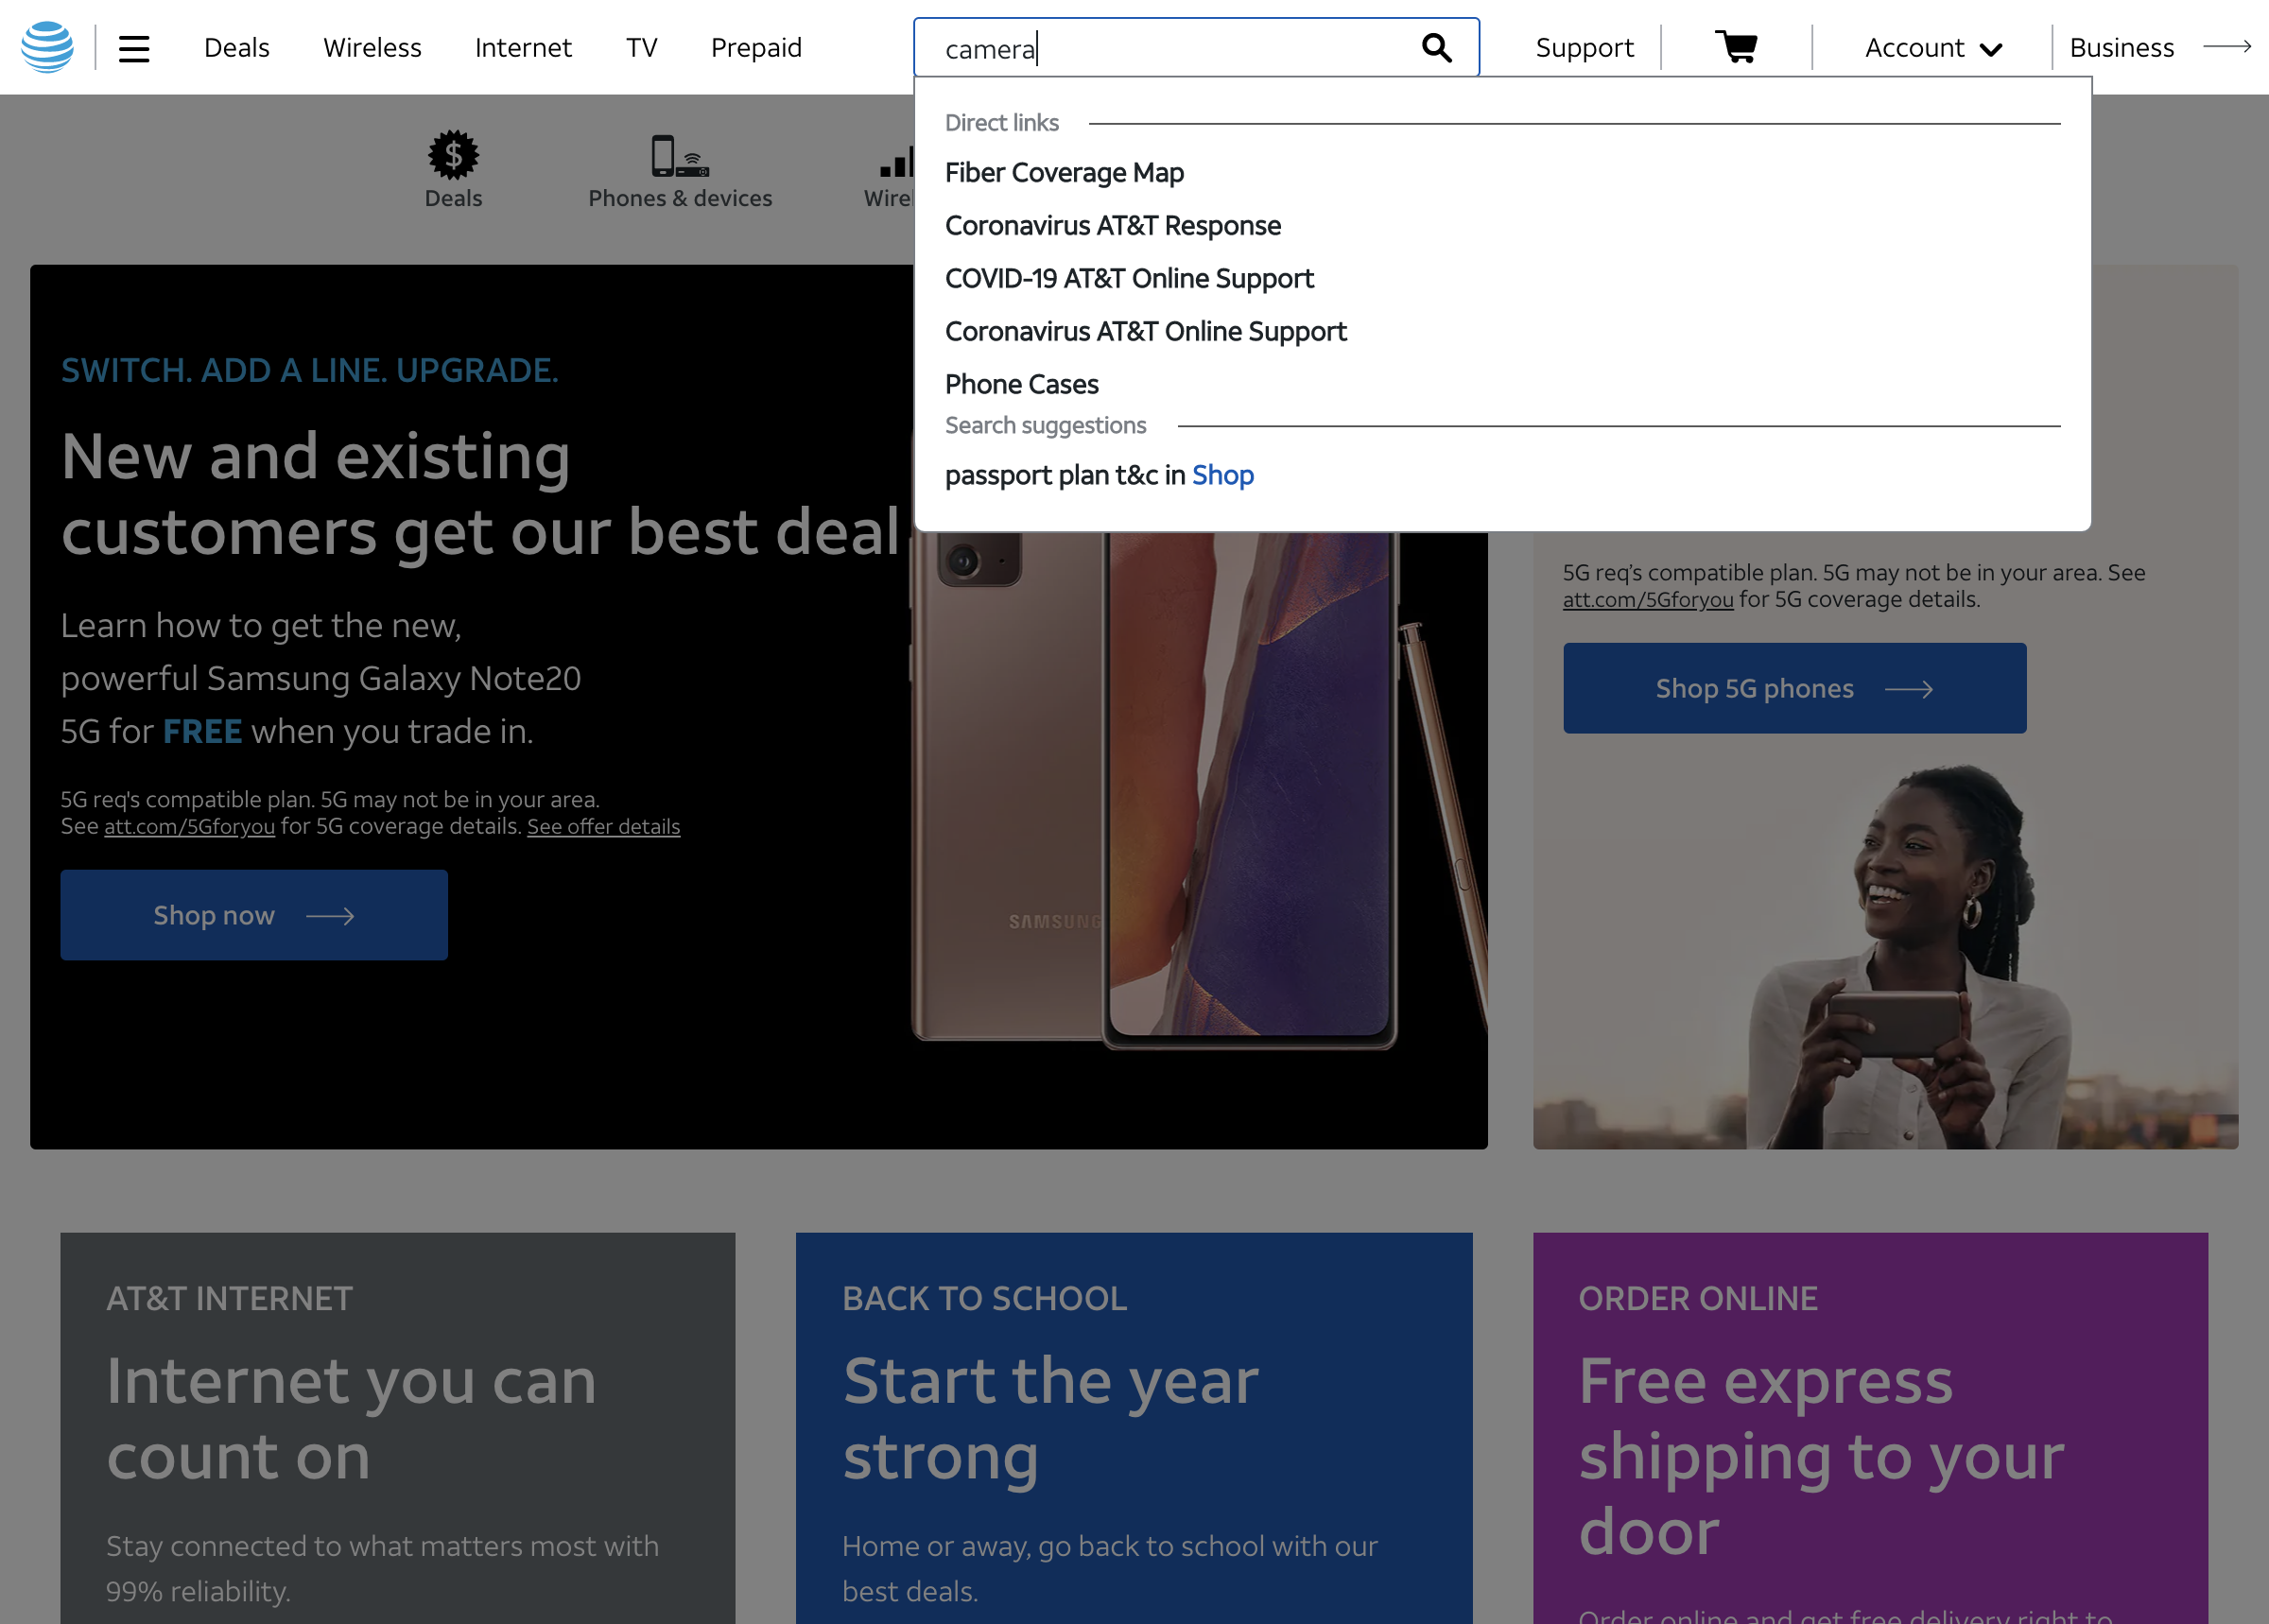 Deals
Wireless
Internet
TV
Prepaid
camera
Support
Account
Business
Direct links
Fiber Coverage Map
Coronavirus AT&T Response
COVID-19 AT&T Online Support
Coronavirus AT&T Online Support
Phone Cases
Search suggestions
passport plan t&c in Shop
Deals
Phones & devices
SWITCH. ADD A LINE. UPGRADE.
New and existing
customers get our best deal
Learn how to get the new,
powerful Samsung Galaxy Note20
5G for FREE when you trade in.
5G req's compatible plan. 5G may not be in your area.
See att.com/5Gforyou for 5G coverage details. See offer details
Shop now
SAMSUNG
5G req’s compatible plan. 5G may not be in your area. See
att.com/5Gforyou for 5G coverage details.
Shop 5G phones
AT&T INTERNET
Internet you can
count on
Stay connected to what matters most with
99% reliability.
BACK TO SCHOOL
Start the year
strong
Home or away, go back to school with our
best deals.
ORDER ONLINE
Free express
shipping to your
door
Order online and get free delivery right to